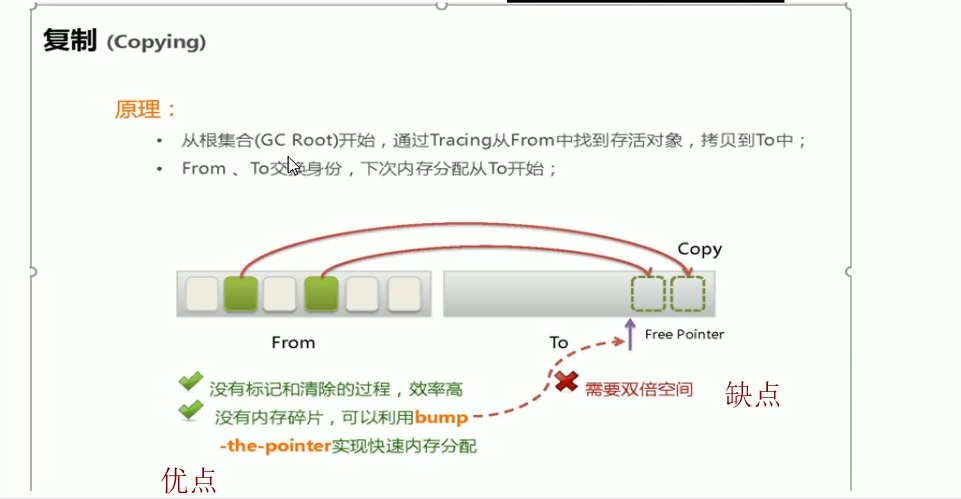 复制 (Copying)
原理：
• 从根集合(GC Root)开始，通过Tracing从From中找到存活对象，拷贝到To中；
• From 、To交换身份，下次内存分配从To开始；
Copy
From
To
Free Pointer
没有标记和清除的过程，效率高
需要双倍空间
缺点
没有内存碎片，可以利用bump
-the-pointer实现快速内存分配
优点